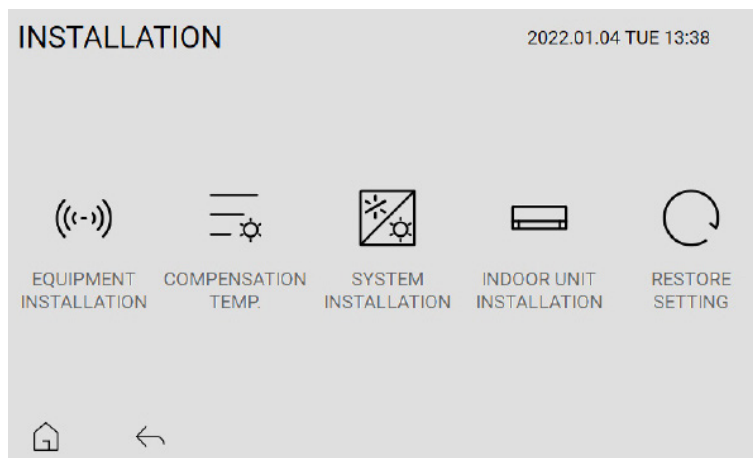 INSTALLATION
2022.01.04 TUE 13:38
EQUIPMENT
INSTALLATION
COMPENSATION
TEMP.
SYSTEM
INSTALLATION
INDOOR UNIT
INSTALLATION
RESTORE
SETTING